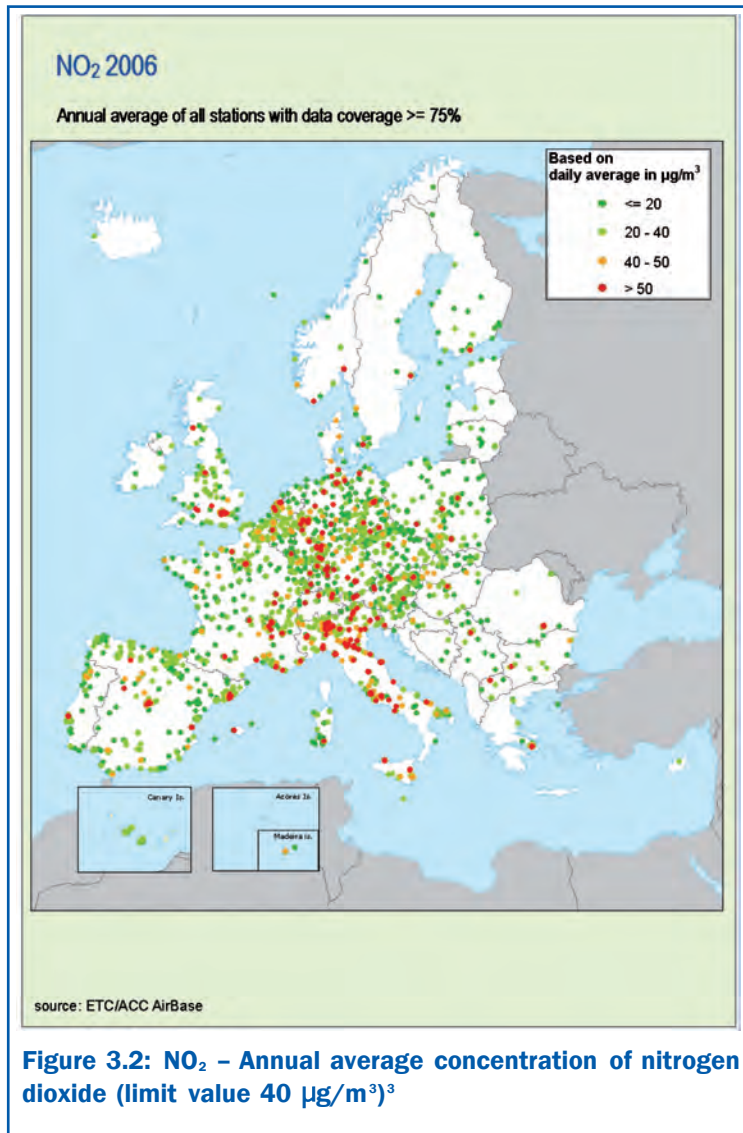 NO₂ 2006
Annual average of all stations with data coverage >= 75%
Based on
daily average in µg/m³
<= 20
20 - 40
40 - 50
> 50
Canary Is.
Acores Is.
Madeira Is.
source: ETC/ACC AirBase
Figure 3.2: NO₂ – Annual average concentration of nitrogen
dioxide (limit value 40 µg/m³)³